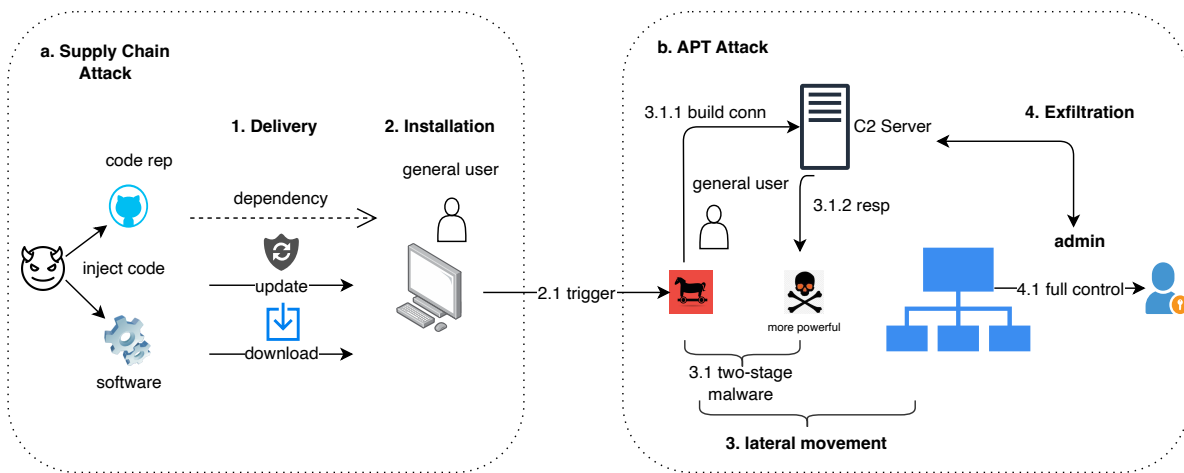 a. Supply Chain
Attack
1. Delivery
2. Installation
code rep
general user
dependency
inject code
update
download
software
2.1 trigger
b. APT Attack
3.1.1 build conn
C2 Server
4. Exfiltration
general user
3.1.2 resp
admin
4.1 full control
more powerful
3.1 two-stage
malware
3. lateral movement